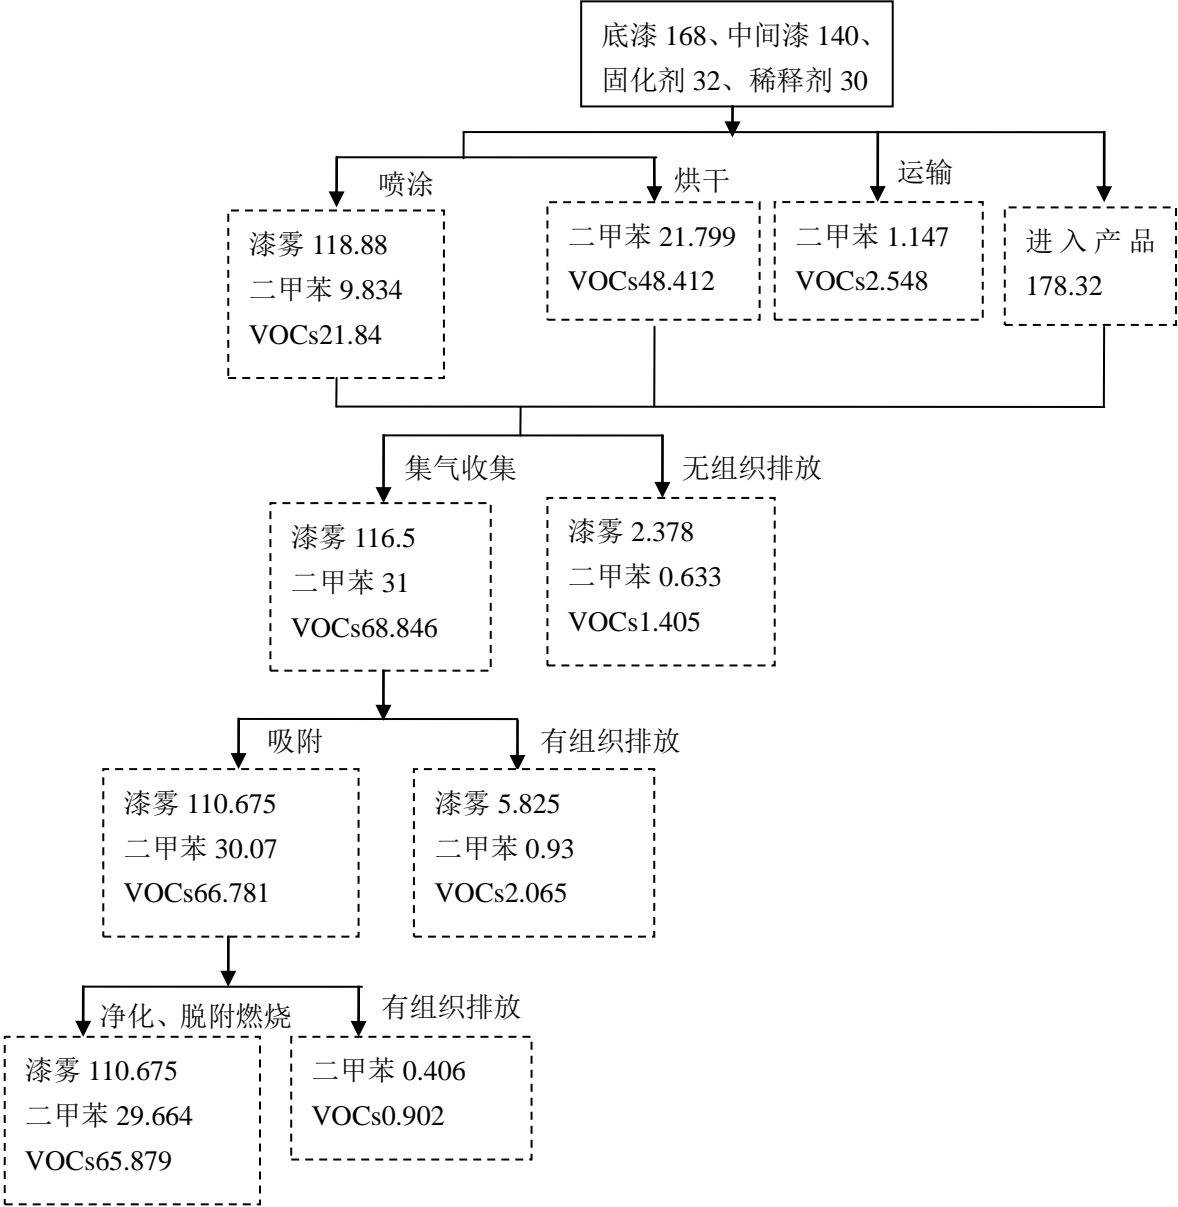 底漆 168、中间漆 140、
固化剂 32、稀释剂 30
喷涂
烘干
运输
漆雾 118.88
二甲苯 9.834
VOCs21.84
二甲苯 21.799
VOCs48.412
二甲苯 1.147
VOCs2.548
进入产品
178.32
集气收集
无组织排放
漆雾 116.5
二甲苯 31
VOCs68.846
漆雾 2.378
二甲苯 0.633
VOCs1.405
吸附
有组织排放
漆雾 110.675
二甲苯 30.07
VOCs66.781
漆雾 5.825
二甲苯 0.93
VOCs2.065
净化、脱附燃烧
有组织排放
漆雾 110.675
二甲苯 29.664
VOCs65.879
二甲苯 0.406
VOCs0.902